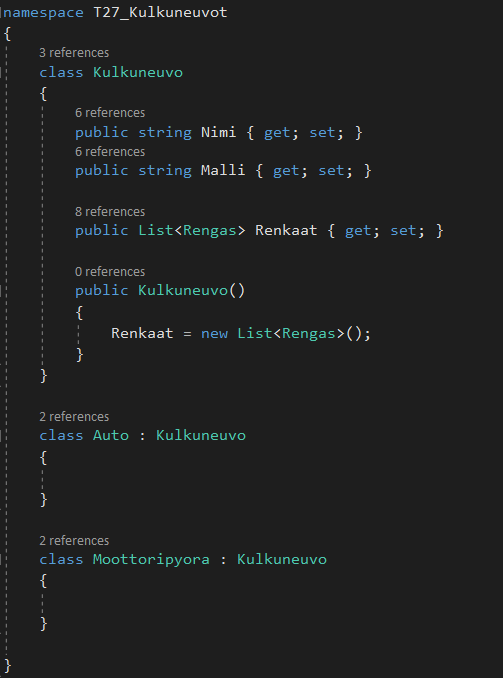 namespace T27_Kulkuneuvot
{
3 references
class Kulkuneuvo
{
6 references
public string Nimi { get; set; }
6 references
public string Malli { get; set; }
8 references
public List<Rengas> Renkaat { get; set; }
0 references
public Kulkuneuvo()
{
Renkaat = new List<Rengas>();
}
}
2 references
class Auto : Kulkuneuvo
{
}
2 references
class Moottoripyora : Kulkuneuvo
{
}
}